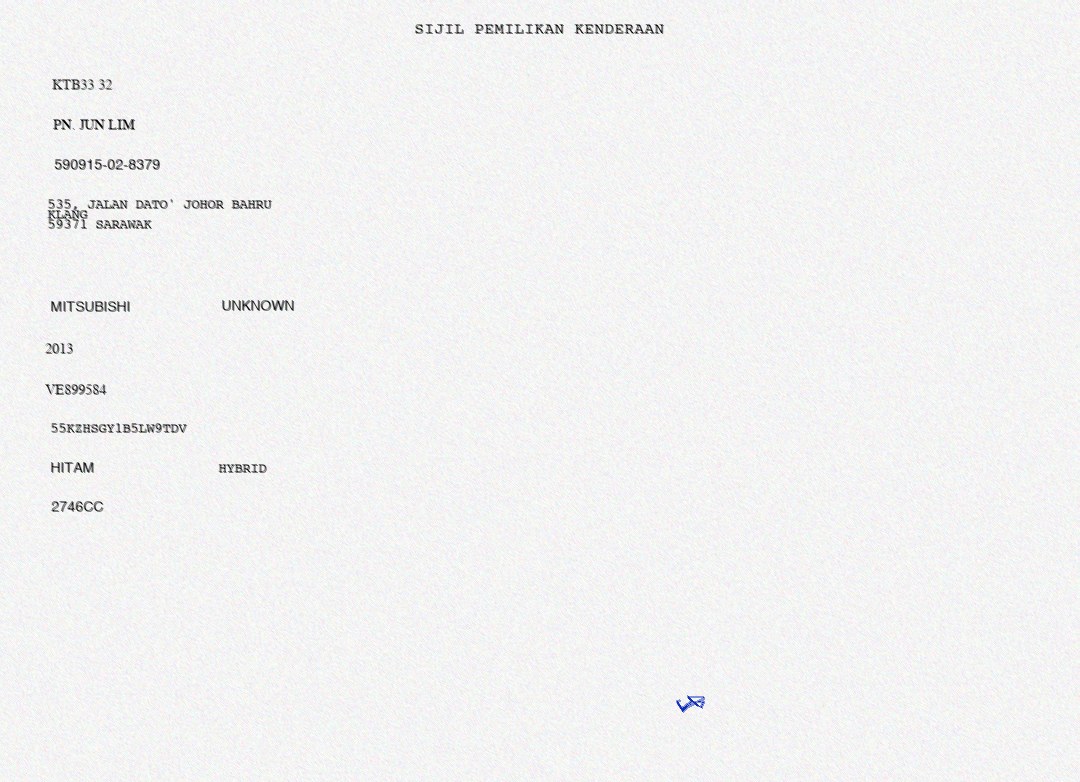 SIJIL PEMILIKAN KENDERAAN
KTB33 32
PN. JUN LIM
590915-02-8379
535, JALAN DATO' JOHOR BAHRU
KLANG
59371 SARAWAK
MITSUBISHI UNKNOWN
2013
VE899584
55KZHSGY1B5LW9TDV
HITAM HYBRID
2746CC